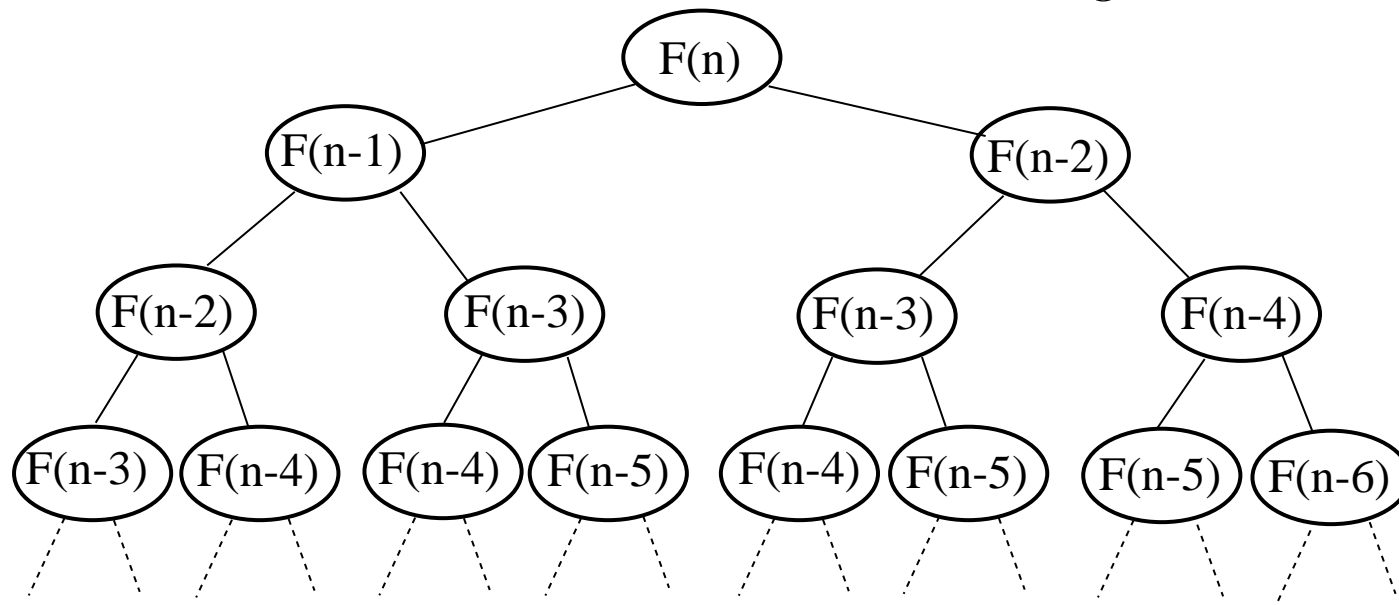 F(n)
F(n-1) F(n-2)
F(n-2) F(n-3) F(n-3) F(n-4)
F(n-3) F(n-4) F(n-4) F(n-5) F(n-4) F(n-5) F(n-5) F(n-6)